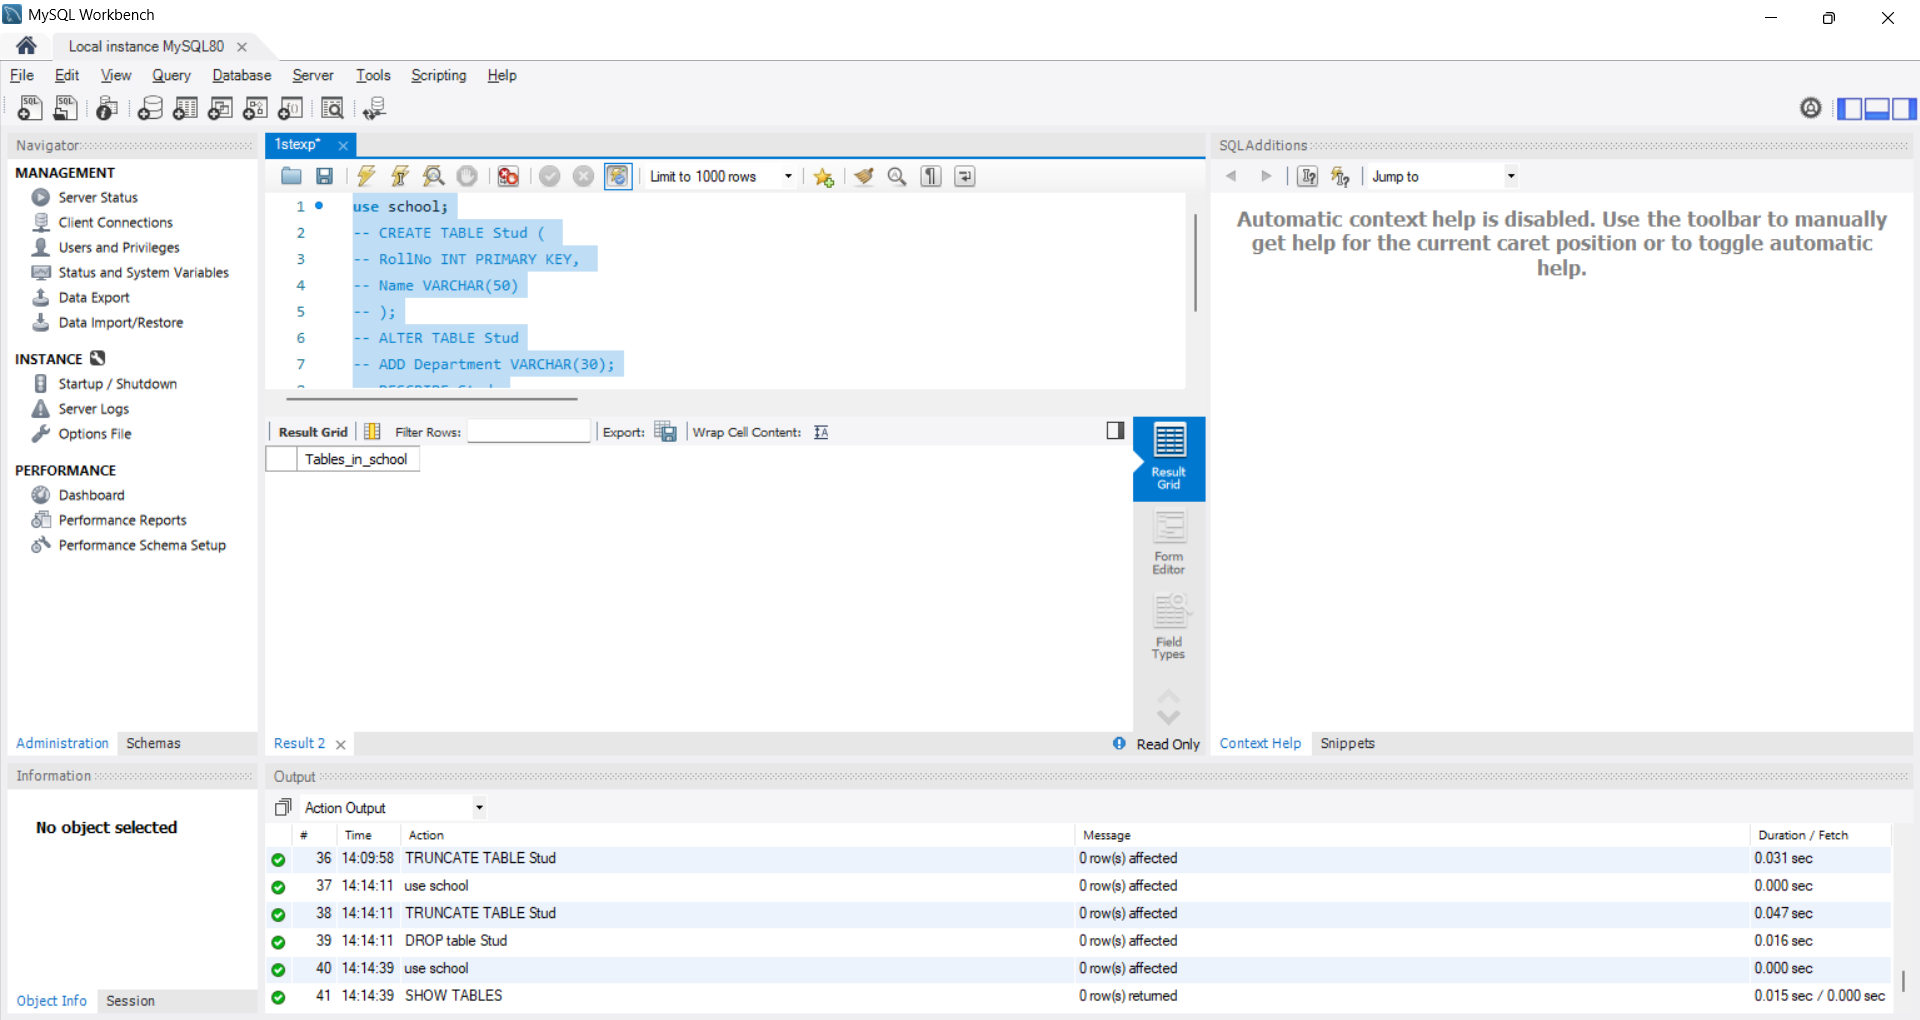 MySQL Workbench
Local instance MySQL80
File Edit View Query Database Server Tools Scripting Help
Navigator
MANAGEMENT
Server Status
Client Connections
Users and Privileges
Status and System Variables
Data Export
Data Import/Restore
INSTANCE
Startup / Shutdown
Server Logs
Options File
PERFORMANCE
Dashboard
Performance Reports
Performance Schema Setup
Administration Schemas
Information
No object selected
Object Info Session
1stexp*
Limit to 1000 rows
1 use school;
2 -- CREATE TABLE Stud (
3 -- RollNo INT PRIMARY KEY,
4 -- Name VARCHAR(50)
5 -- );
6 -- ALTER TABLE Stud
7 -- ADD Department VARCHAR(30);
Result Grid Filter Rows: Export: Wrap Cell Content:
Tables_in_school
Result
Grid
Form
Editor
Field
Types
Result 2 Read Only
SQLAdditions
Jump to
Automatic context help is disabled. Use the toolbar to manually
get help for the current caret position or to toggle automatic
help.
Context Help Snippets
Output
Action Output
# Time Action Message Duration / Fetch
36 14:09:58 TRUNCATE TABLE Stud 0 row(s) affected 0.031 sec
37 14:14:11 use school 0 row(s) affected 0.000 sec
38 14:14:11 TRUNCATE TABLE Stud 0 row(s) affected 0.047 sec
39 14:14:11 DROP table Stud 0 row(s) affected 0.016 sec
40 14:14:39 use school 0 row(s) affected 0.000 sec
41 14:14:39 SHOW TABLES 0 row(s) returned 0.015 sec / 0.000 sec